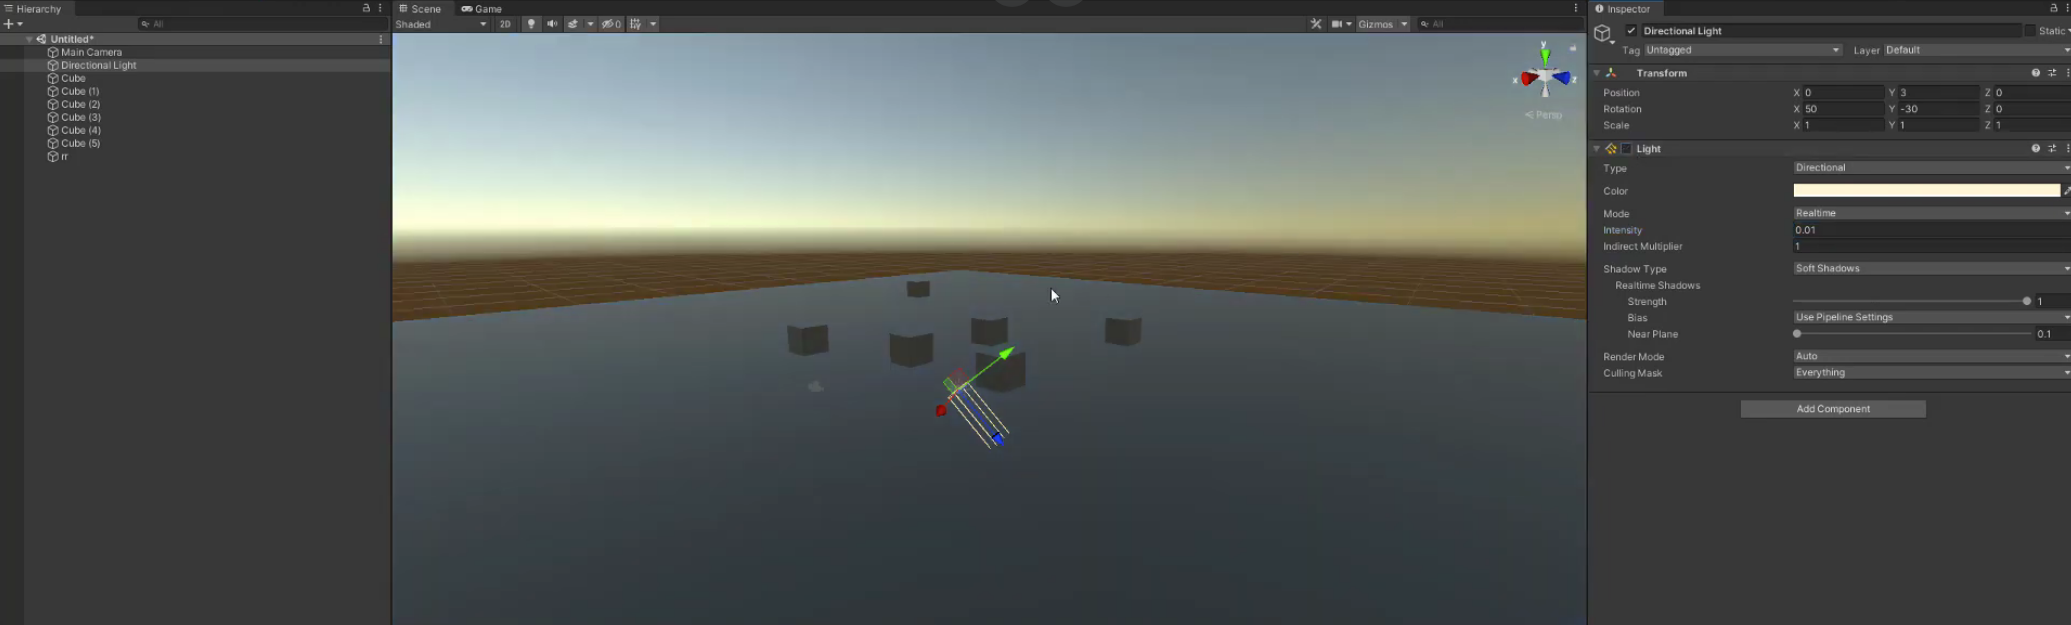 Hierarchy
All
Untitled*
Main Camera
Directional Light
Cube
Cube (1)
Cube (2)
Cube (3)
Cube (4)
Cube (5)
rr
Scene Game
Shaded 2D 0 Gizmos All
y
x z
Persp
Inspector
Directional Light Static
Tag Untagged Layer Default
Transform
Position X 0 Y 3 Z 0
Rotation X 50 Y -30 Z 0
Scale X 1 Y 1 Z 1
Light
Type Directional
Color
Mode Realtime
Intensity 0.01
Indirect Multiplier 1
Shadow Type Soft Shadows
Realtime Shadows
Strength 1
Bias Use Pipeline Settings
Near Plane 0.1
Render Mode Auto
Culling Mask Everything
Add Component